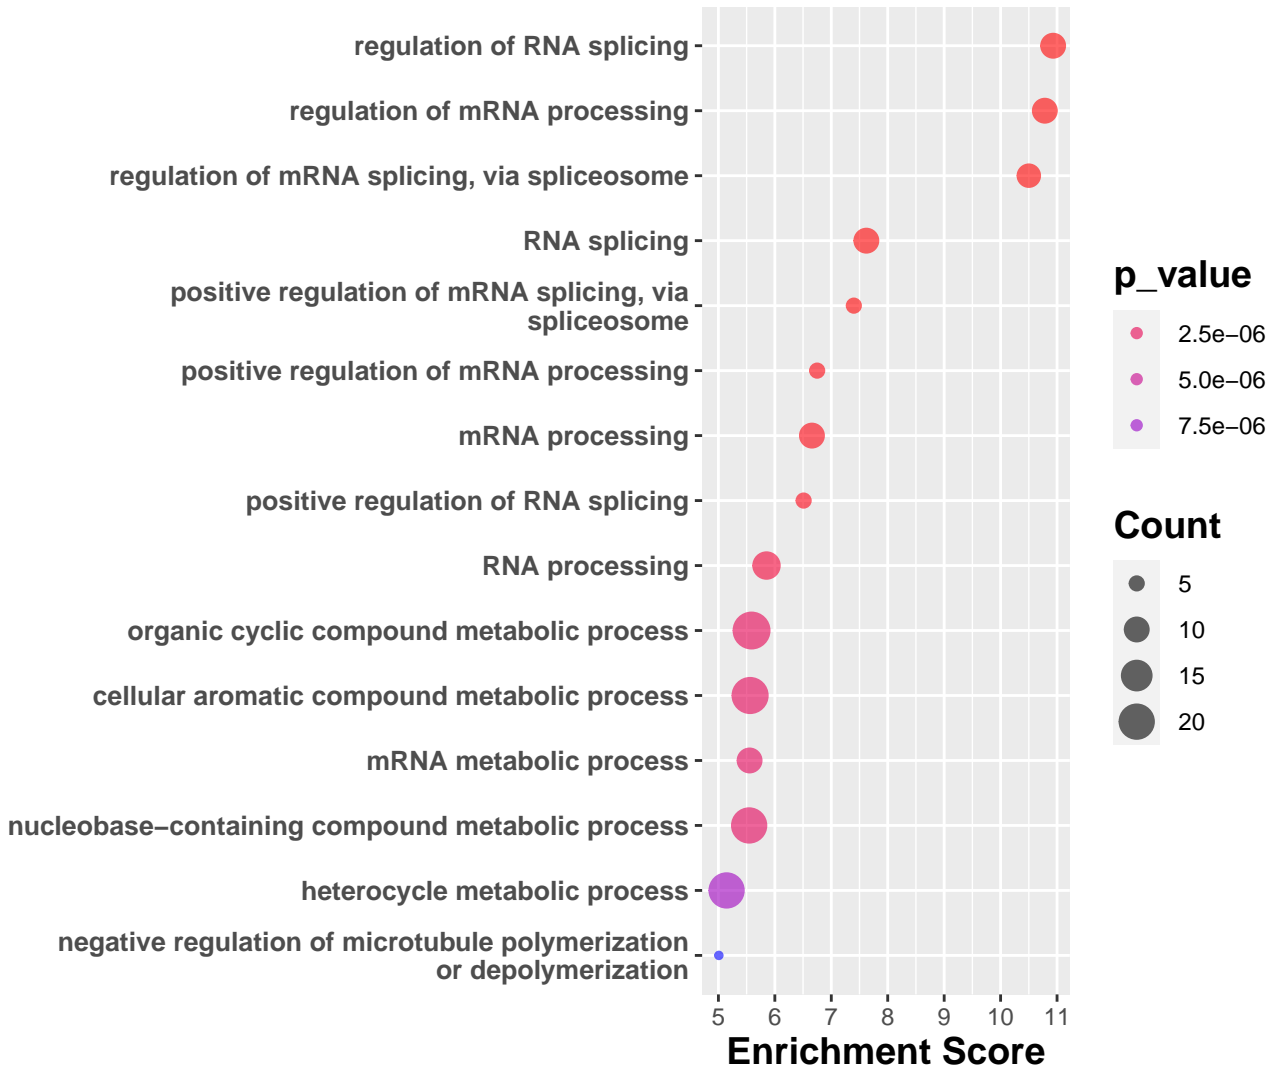 regulation of RNA splicing
regulation of mRNA processing
regulation of mRNA splicing, via spliceosome
RNA splicing
positive regulation of mRNA splicing, via
spliceosome
positive regulation of mRNA processing
mRNA processing
positive regulation of RNA splicing
RNA processing
organic cyclic compound metabolic process
cellular aromatic compound metabolic process
mRNA metabolic process
nucleobase−containing compound metabolic process
heterocycle metabolic process
negative regulation of microtubule polymerization
or depolymerization
5 6 7 8 9 10 11
Enrichment Score
p_value
2.5e−06
5.0e−06
7.5e−06
Count
5
10
15
20